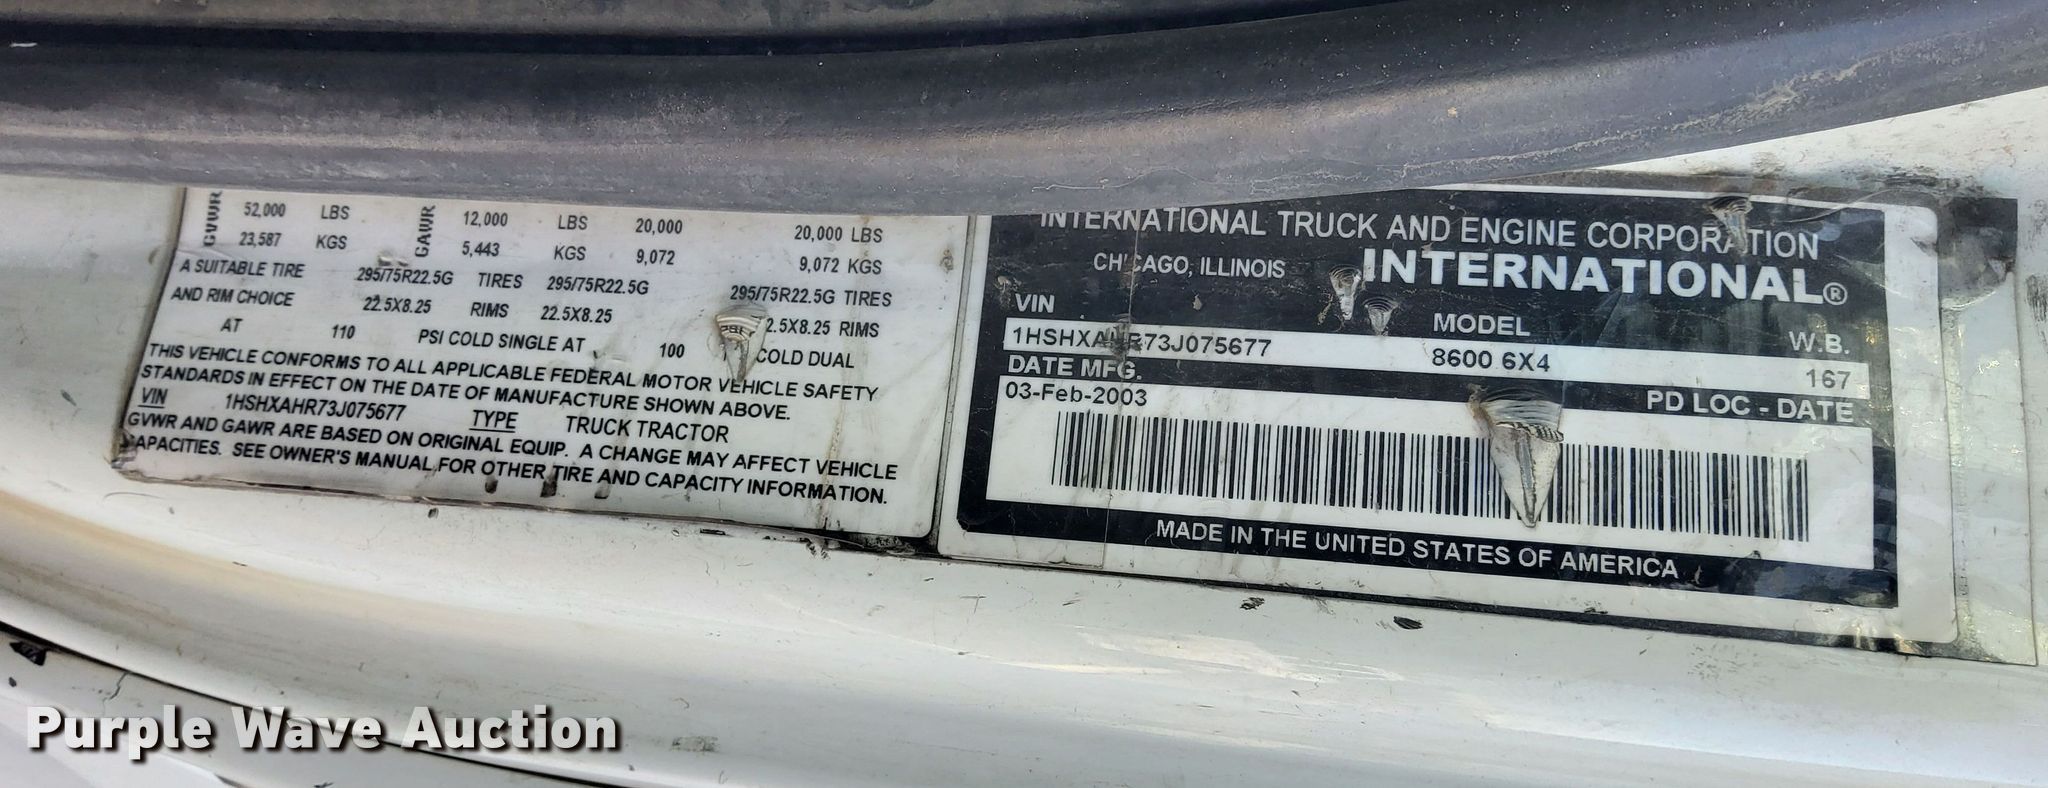 GVWR 52,000 LBS GAWR 12,000 LBS 20,000 20,000 LBS
23,587 KGS 5,443 KGS 9,072 9,072 KGS
A SUITABLE TIRE 295/75R22.5G TIRES 295/75R22.5G 295/75R22.5G TIRES
AND RIM CHOICE 22.5X8.25 RIMS 22.5X8.25 2.5X8.25 RIMS
AT 110 PSI COLD SINGLE AT 100 PSI COLD DUAL
THIS VEHICLE CONFORMS TO ALL APPLICABLE FEDERAL MOTOR VEHICLE SAFETY
STANDARDS IN EFFECT ON THE DATE OF MANUFACTURE SHOWN ABOVE.
VIN 1HSHXAHR73J075677 TYPE TRUCK TRACTOR
GVWR AND GAWR ARE BASED ON ORIGINAL EQUIP. A CHANGE MAY AFFECT VEHICLE
CAPACITIES. SEE OWNER'S MANUAL FOR OTHER TIRE AND CAPACITY INFORMATION.
INTERNATIONAL TRUCK AND ENGINE CORPORATION
CHICAGO, ILLINOIS INTERNATIONAL®
VIN MODEL W.B.
1HSHXAHR73J075677 8600 6X4 167
DATE MFG. PD LOC - DATE
03-Feb-2003
MADE IN THE UNITED STATES OF AMERICA
Purple Wave Auction